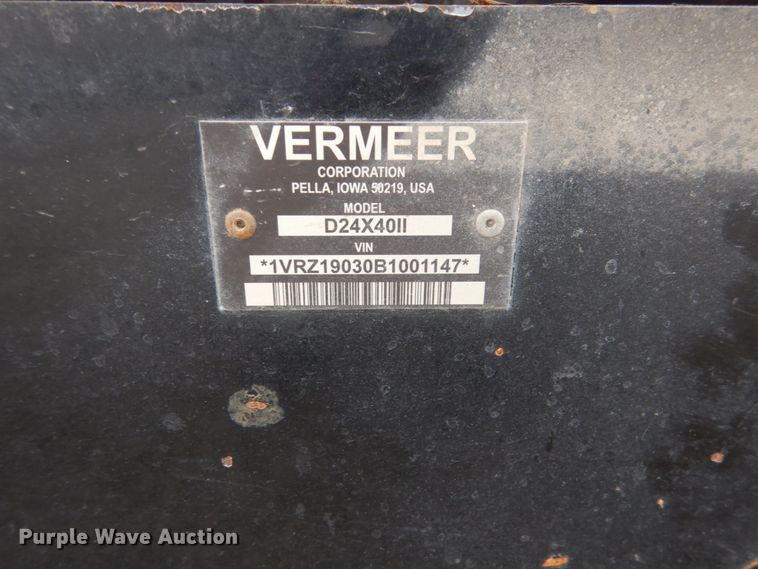 VERMEER
CORPORATION
PELLA, IOWA 50219, USA
MODEL
D24X40II
VIN
*1VRZ19030B1001147*
Purple Wave Auction